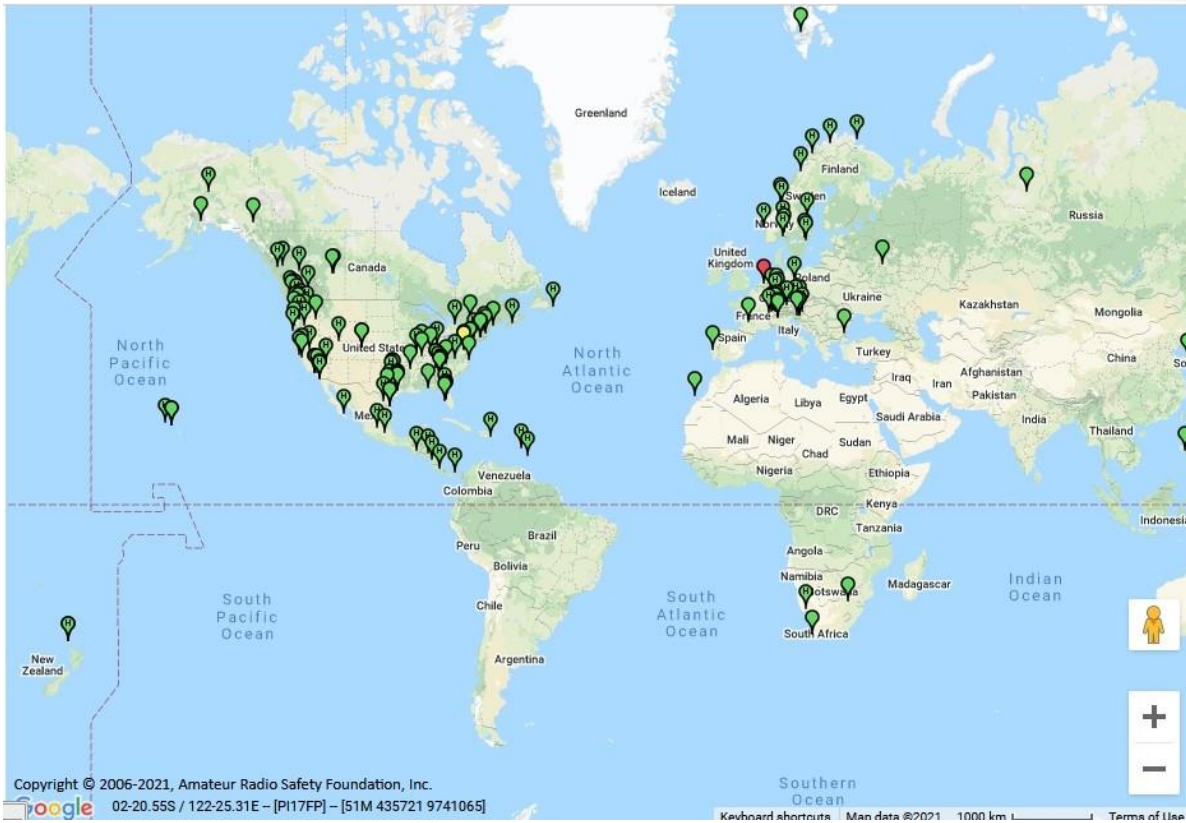 Greenland
Iceland
Finland
Sweden
Norway
Russia
Canada
United
Kingdom
Poland
Ukraine
France
Kazakhstan
Mongolia
North
Pacific
Ocean
United States
North
Atlantic
Ocean
Spain
Italy
Turkey
China
Afghanistan
Iraq
Iran
Pakistan
Algeria
Libya
Egypt
Saudi Arabia
India
Mexico
Mali
Niger
Sudan
Chad
Thailand
Venezuela
Nigeria
Ethiopia
Colombia
Kenya
DRC
Indonesia
Tanzania
Peru
Brazil
Angola
Bolivia
Namibia
Botswana
Madagascar
Indian
Ocean
South
Pacific
Ocean
Chile
South
Atlantic
Ocean
South Africa
New
Zealand
Argentina
Southern
Ocean
Copyright © 2006-2021, Amateur Radio Safety Foundation, Inc.
Google
02-20.55S / 122-25.31E – [PI17FP] – [51M 435721 9741065]
Keyboard shortcuts
Map data ©2021
1000 km
Terms of Use